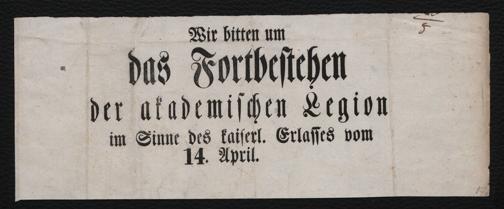 Wir bitten um
das Fortbestehen
der akademischen Legion
im Sinne des kaiserl. Erlasses vom
14. April.